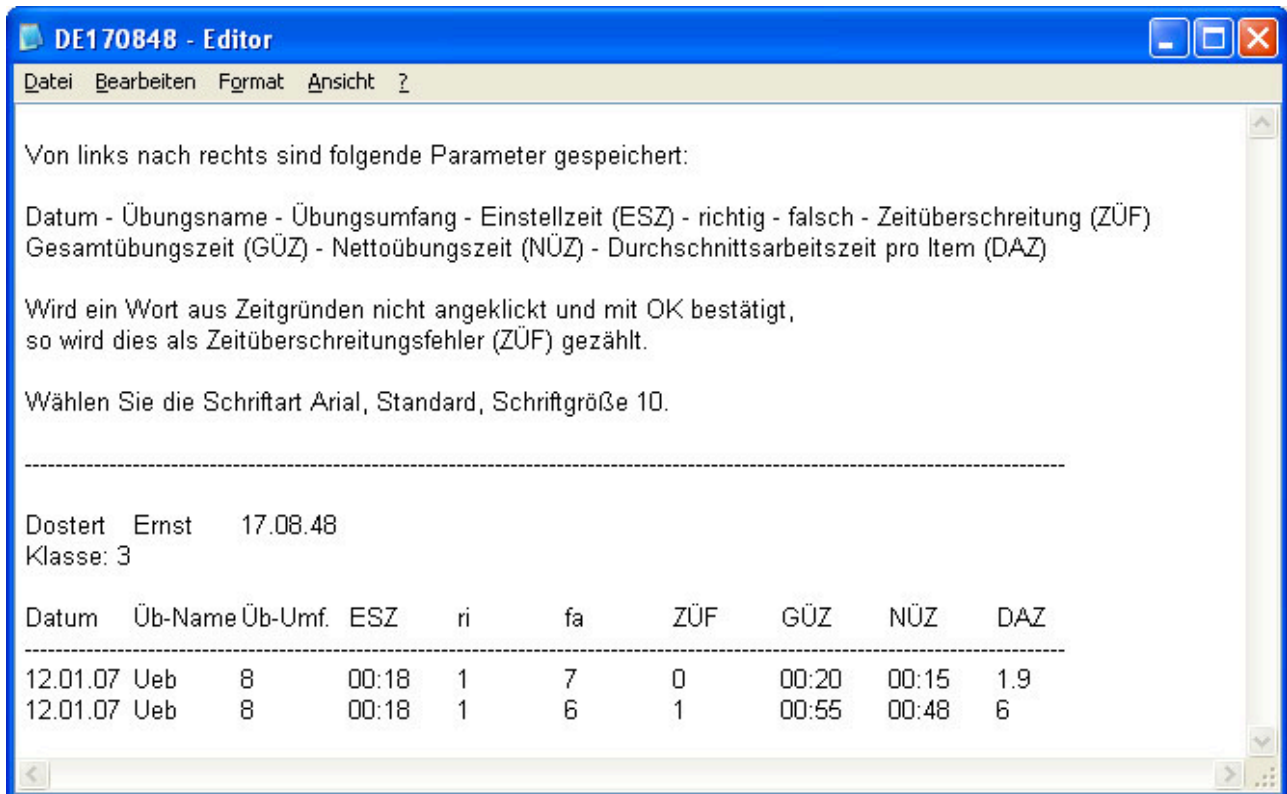 DE170848 - Editor
Datei Bearbeiten Format Ansicht ?
Von links nach rechts sind folgende Parameter gespeichert:
Datum - Übungsname - Übungsumfang - Einstellzeit (ESZ) - richtig - falsch - Zeitüberschreitung (ZÜF)
Gesamtübungszeit (GÜZ) - Nettoübungszeit (NÜZ) - Durchschnittsarbeitszeit pro Item (DAZ)
Wird ein Wort aus Zeitgründen nicht angeklickt und mit OK bestätigt,
so wird dies als Zeitüberschreitungsfehler (ZÜF) gezählt.
Wählen Sie die Schriftart Arial, Standard, Schriftgröße 10.
Dostert Ernst 17.08.48
Klasse: 3
Datum Üb-Name Üb-Umf. ESZ ri fa ZÜF GÜZ NÜZ DAZ
12.01.07 Ueb 8 00:18 1 7 0 00:20 00:15 1.9
12.01.07 Ueb 8 00:18 1 6 1 00:55 00:48 6